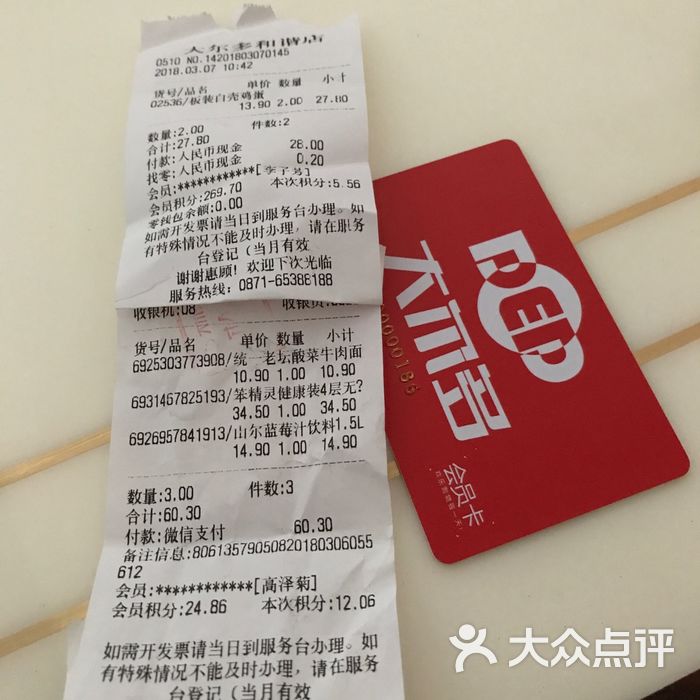 大东多和谐店
0510 NO.14201803070145
2018.03.07 10:42
货号/品名 单价 数量 小计
02536/板装白壳鸡蛋
13.90 2.00 27.80
数量:2.00 件数:2
合计:27.80
付款:人民币现金 28.00
找零:人民币现金 0.20
会员:************[李子芬]
会员积分:269.70 本次积分:5.56
零钱包余额:0.00
如需开发票请当日到服务台办理。如
有特殊情况不能及时办理,请在服务
台登记(当月有效
谢谢惠顾!欢迎下次光临
服务热线:0871-65388188
收银机:08 收银员:
货号/品名 单价 数量 小计
6925303773908/统一老坛酸菜牛肉面
10.90 1.00 10.90
6931467825193/笨精灵健康装4层无?
34.50 1.00 34.50
6926957841913/山尔蓝莓汁饮料1.5L
14.90 1.00 14.90
数量:3.00 件数:3
合计:60.30
付款:微信支付 60.30
备注信息:80613579050820180306055
612
会员:************[高泽菊]
会员积分:24.86 本次积分:12.06
如需开发票请当日到服务台办理。如
有特殊情况不能及时办理,请在服务
台登记(当月有效
大东多
0000186
会员卡
大众点评